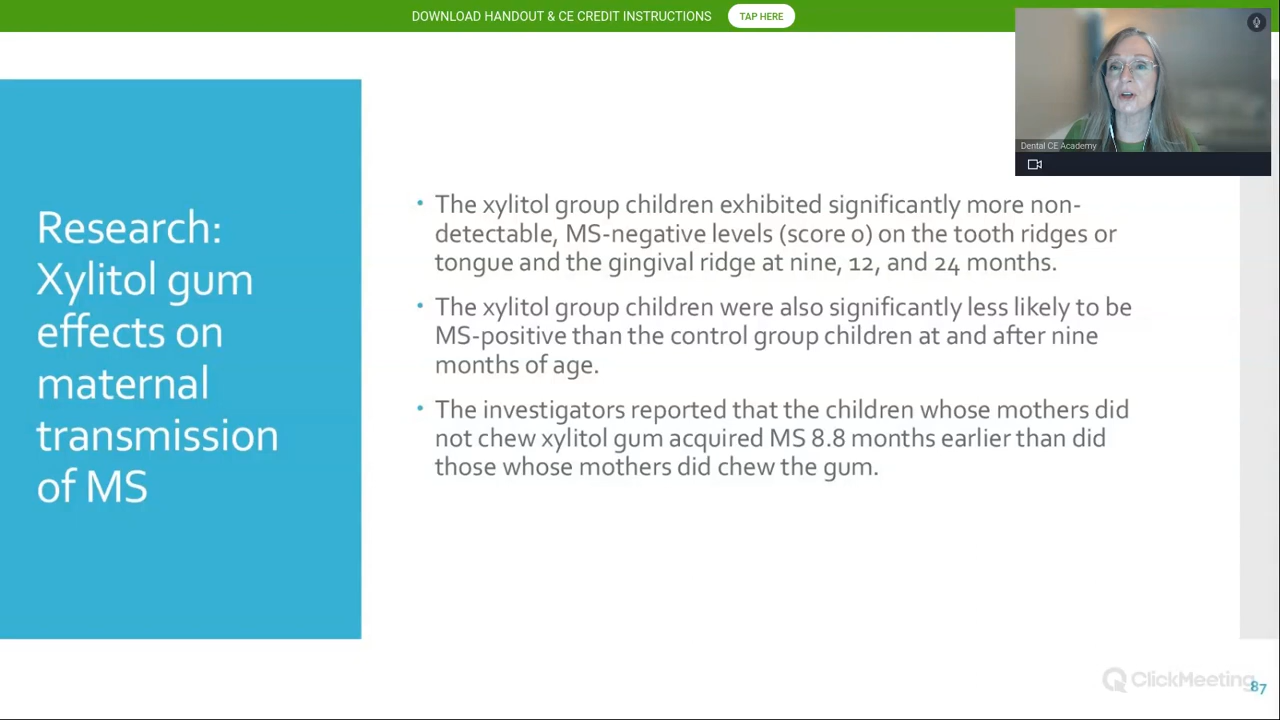 DOWNLOAD HANDOUT & CE CREDIT INSTRUCTIONS
TAP HERE
Dental CE Academy
Research:
Xylitol gum
effects on
maternal
transmission
of MS
• The xylitol group children exhibited significantly more non-
detectable, MS-negative levels (score 0) on the tooth ridges or
tongue and the gingival ridge at nine, 12, and 24 months.
• The xylitol group children were also significantly less likely to be
MS-positive than the control group children at and after nine
months of age.
• The investigators reported that the children whose mothers did
not chew xylitol gum acquired MS 8.8 months earlier than did
those whose mothers did chew the gum.
ClickMeeting
87